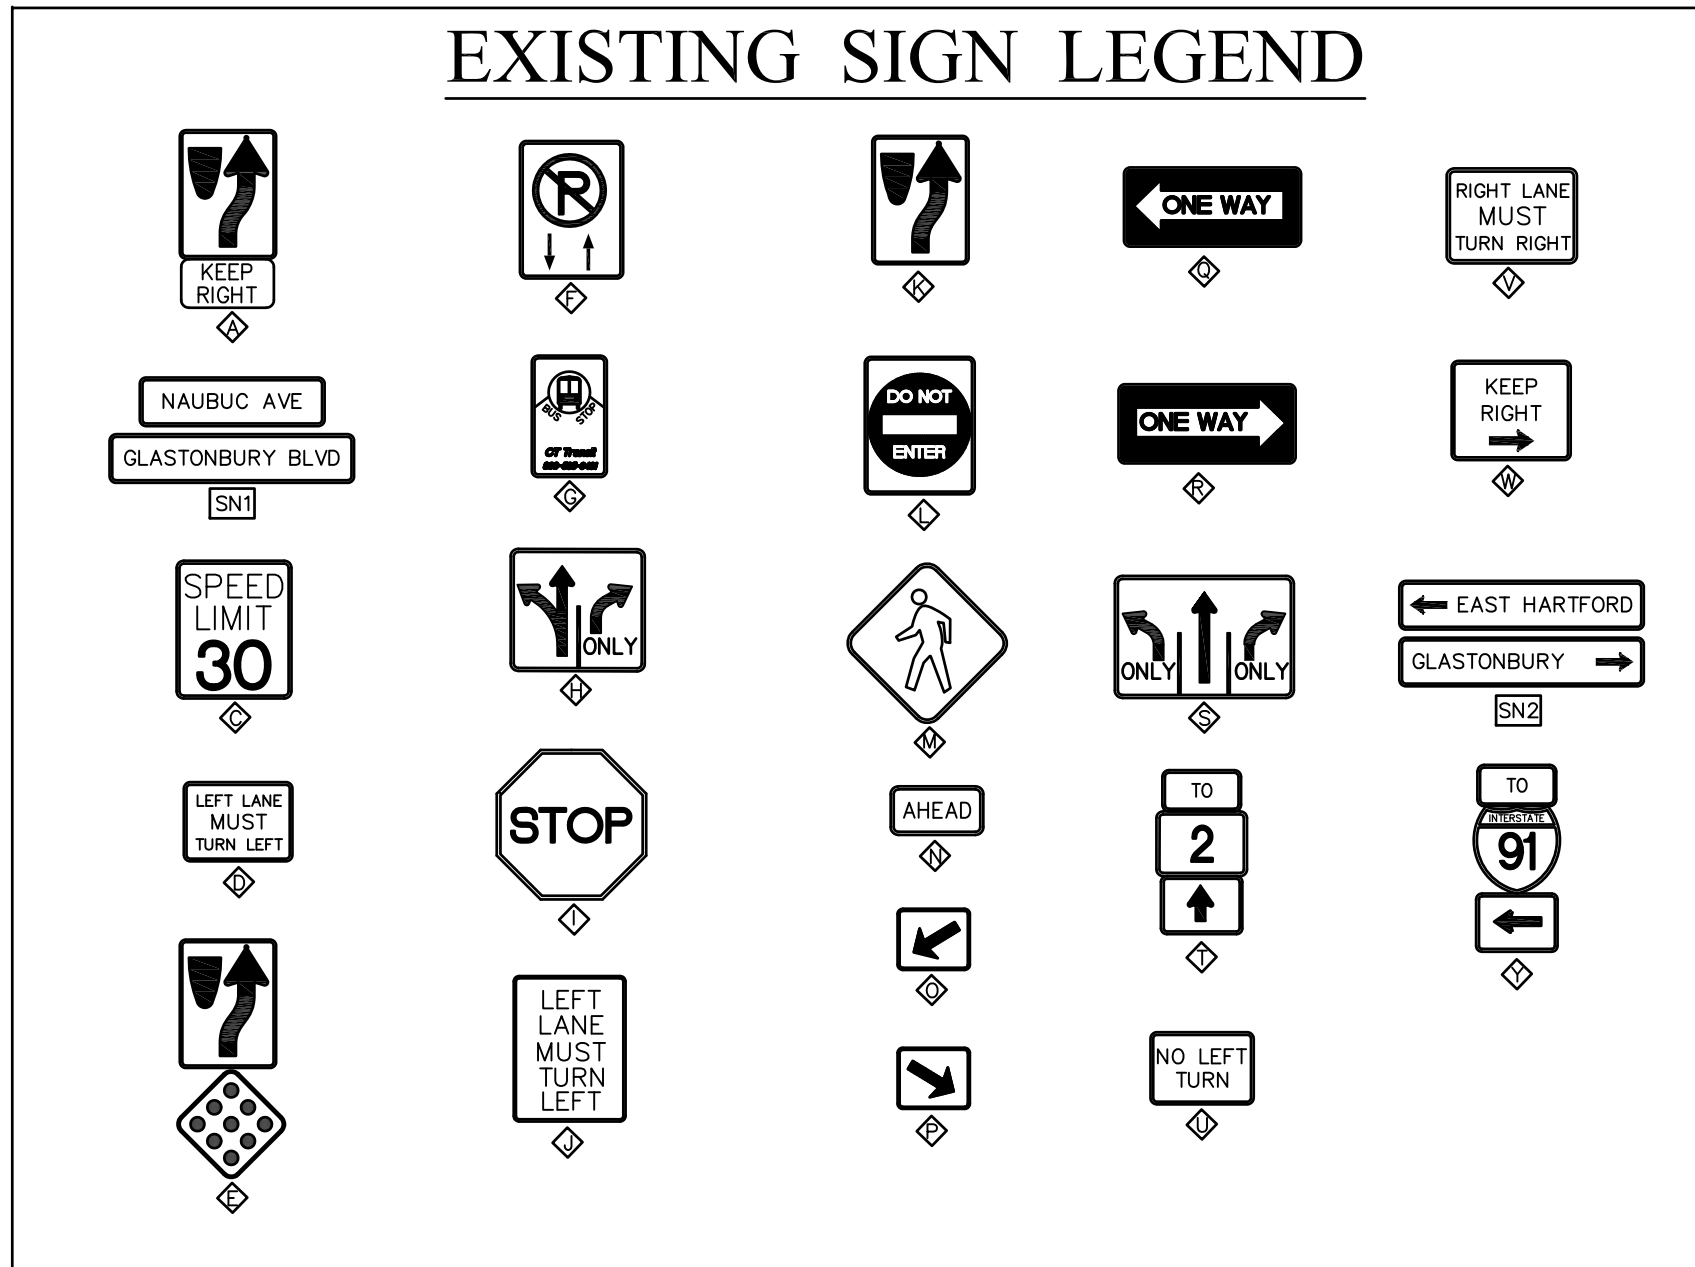 EXISTING SIGN LEGEND
KEEP
RIGHT
A
NAUBUC AVE
GLASTONBURY BLVD
SN1
SPEED
LIMIT
30
C
LEFT LANE
MUST
TURN LEFT
D
E
P
F
BUS STOP
CT Transit
G
ONLY
H
STOP
I
LEFT
LANE
MUST
TURN
LEFT
J
K
DO NOT
ENTER
L
M
AHEAD
N
O
P
ONE WAY
Q
ONE WAY
R
ONLY ONLY
S
TO
2
T
NO LEFT
TURN
U
RIGHT LANE
MUST
TURN RIGHT
V
KEEP
RIGHT
W
EAST HARTFORD
GLASTONBURY
SN2
TO
INTERSTATE
91
Y